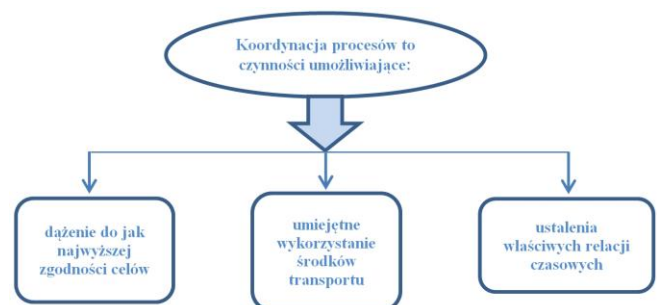 Koordynacja procesów to
czynności umożliwiające:
dążenie do jak
najwyższej
zgodności celów
umiejętne
wykorzystanie
środków
transportu
ustalenia
właściwych relacji
czasowych